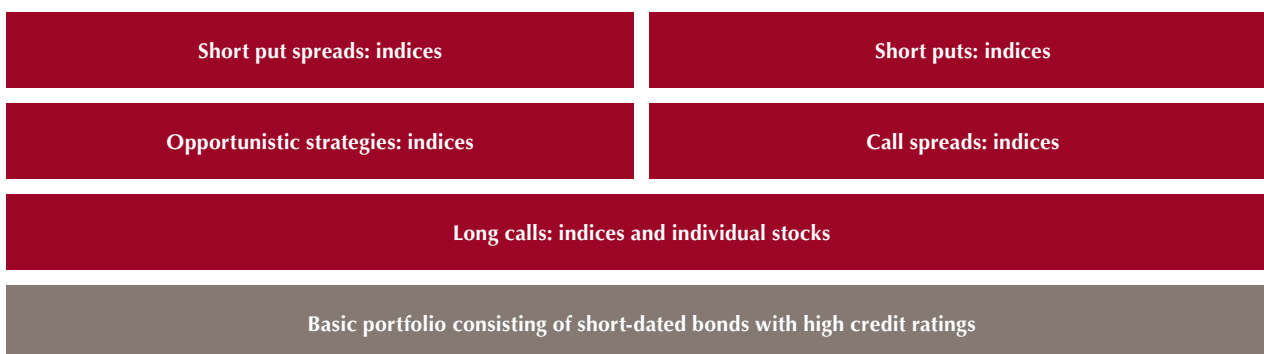 Short put spreads: indices
Short puts: indices
Opportunistic strategies: indices
Call spreads: indices
Long calls: indices and individual stocks
Basic portfolio consisting of short-dated bonds with high credit ratings